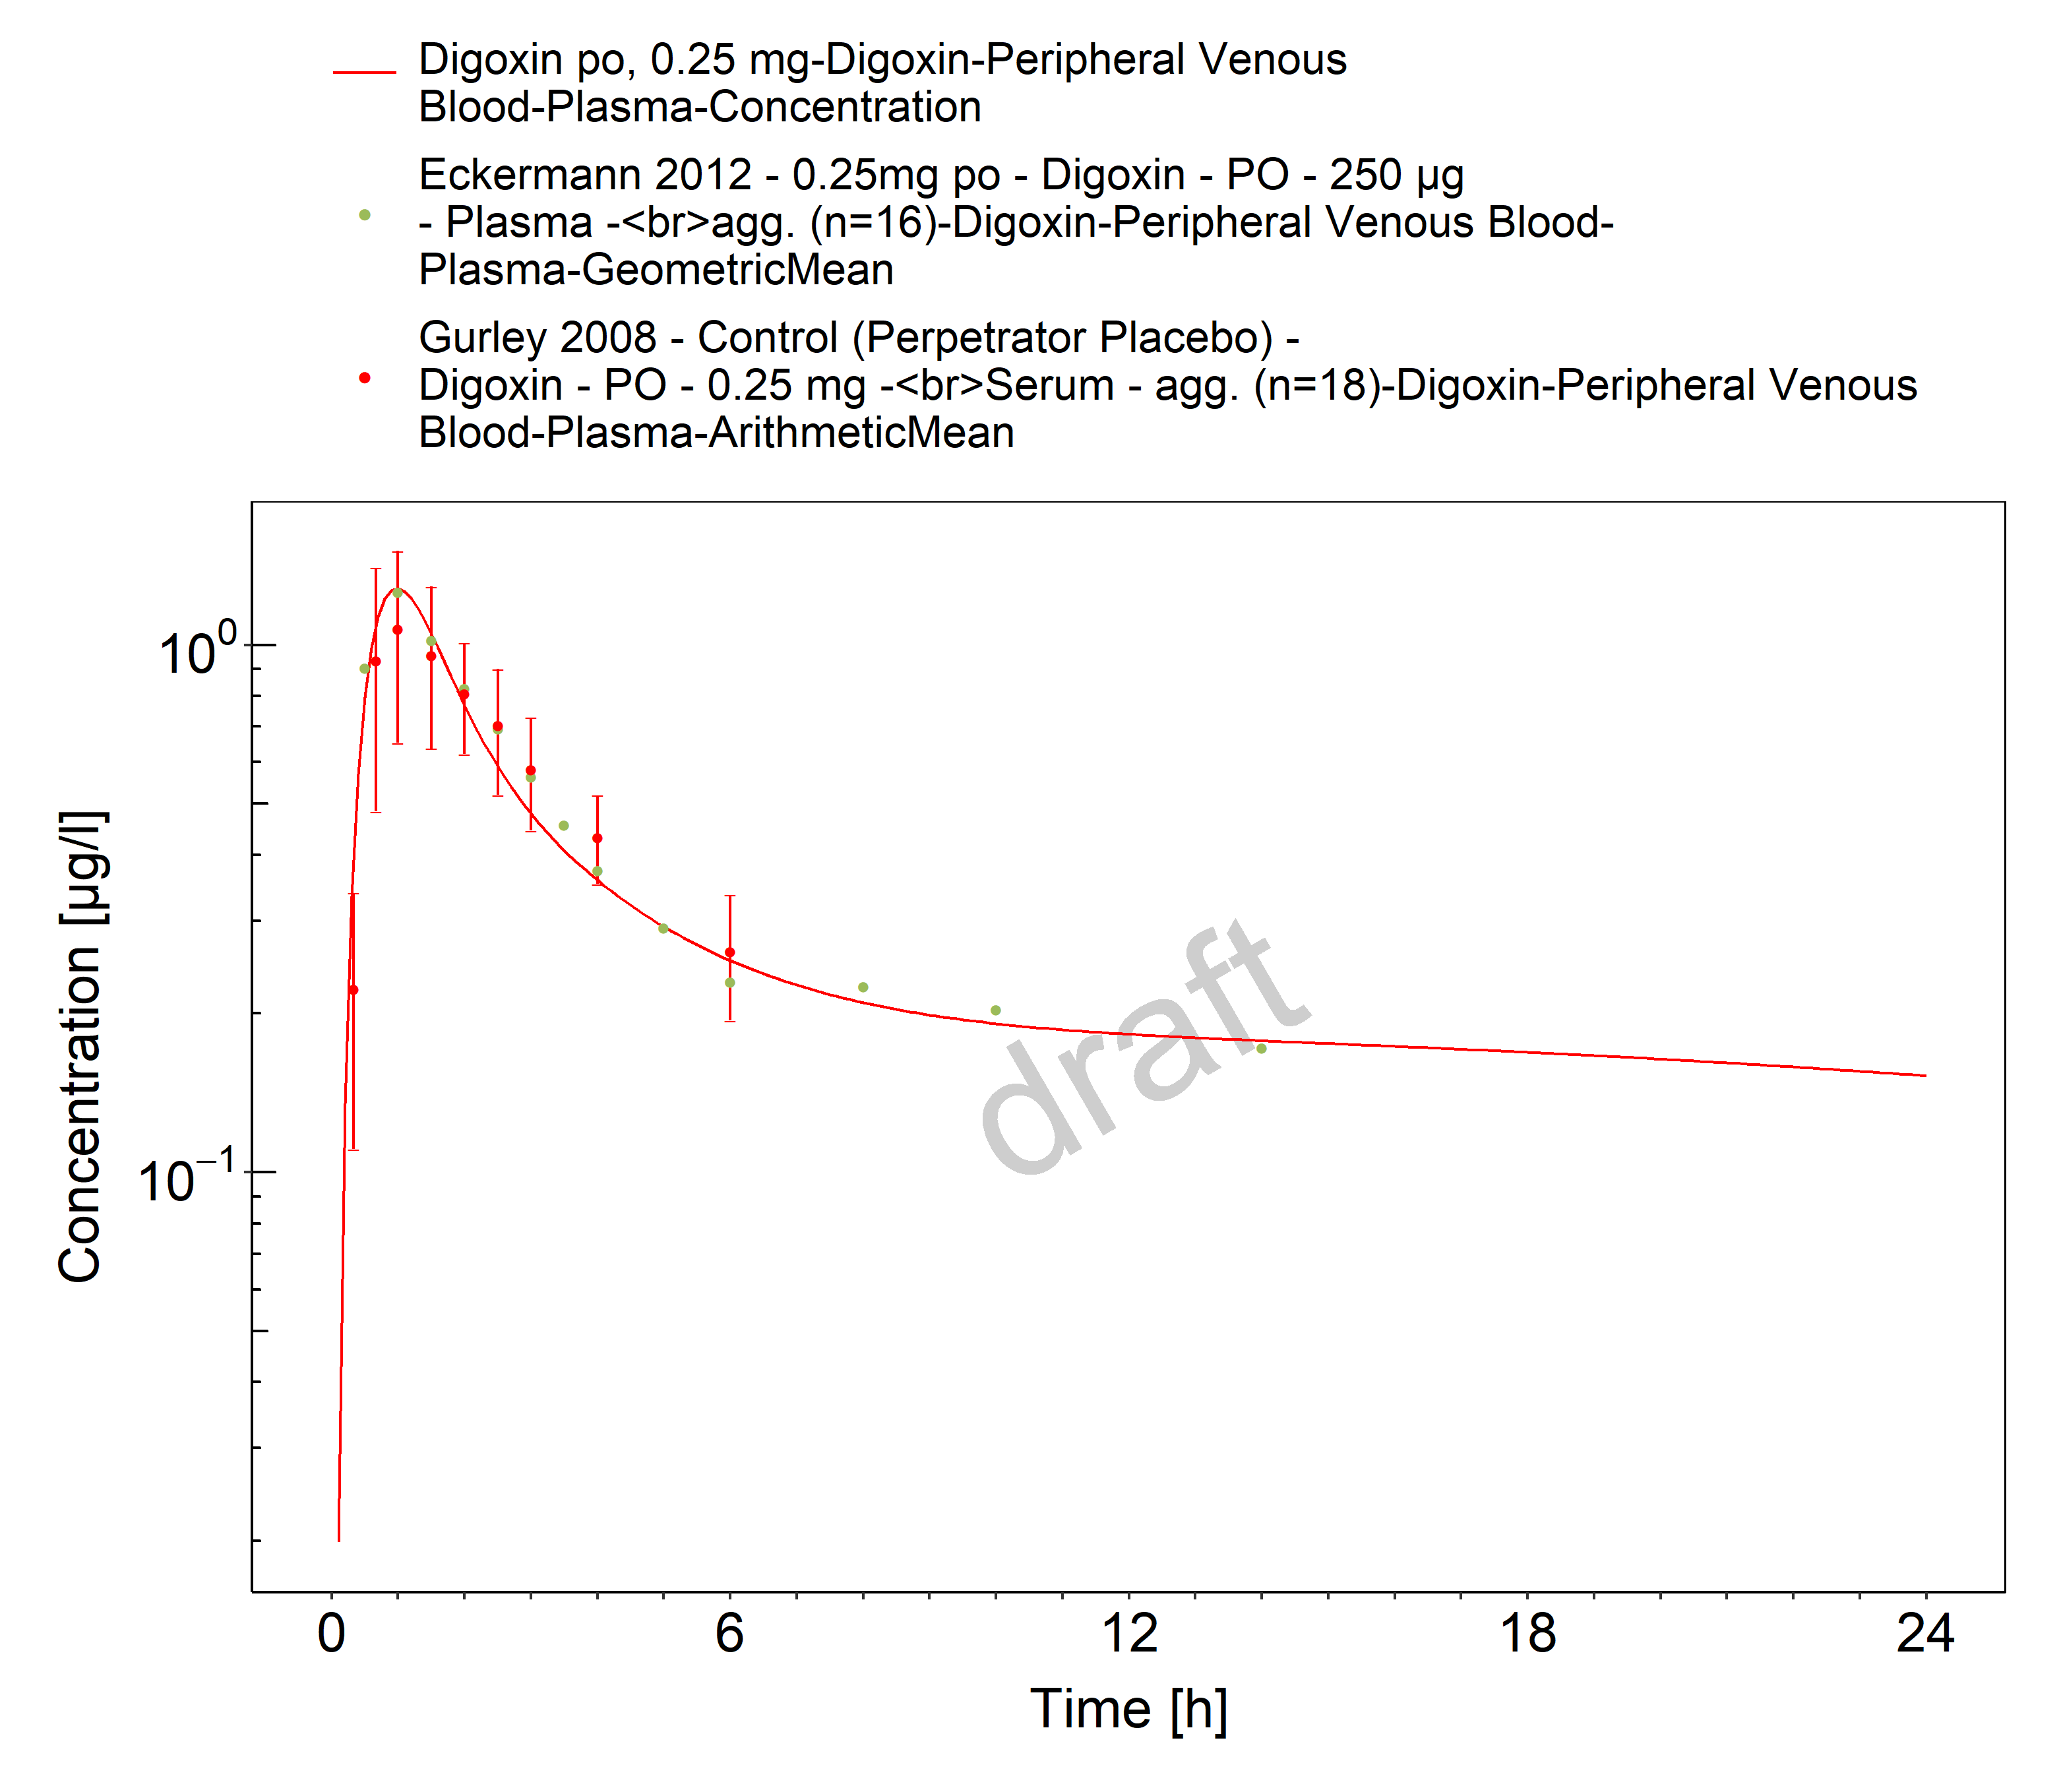 Digoxin po, 0.25 mg-Digoxin-Peripheral Venous
Blood-Plasma-Concentration
Eckermann 2012 - 0.25mg po - Digoxin - PO - 250 µg
- Plasma -<br>agg. (n=16)-Digoxin-Peripheral Venous Blood-
Plasma-GeometricMean
Gurley 2008 - Control (Perpetrator Placebo) -
Digoxin - PO - 0.25 mg -<br>Serum - agg. (n=18)-Digoxin-Peripheral Venous
Blood-Plasma-ArithmeticMean
10⁰
10⁻¹
Concentration [µg/l]
draft
0 6 12 18 24
Time [h]